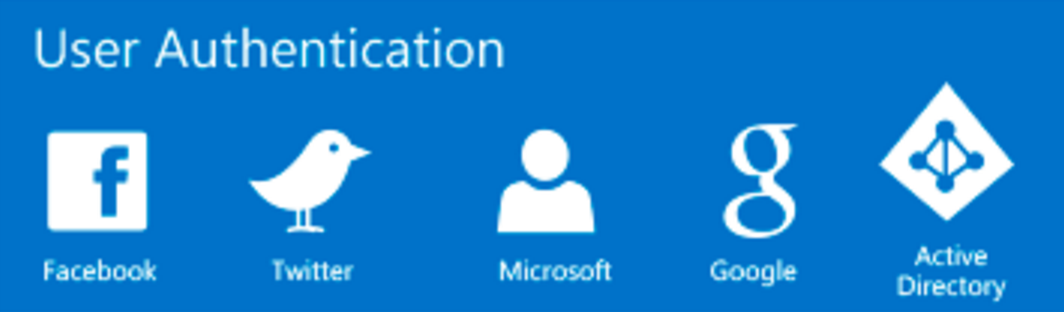 User Authentication
f
Facebook
Twitter
Microsoft
g
Google
Active
Directory